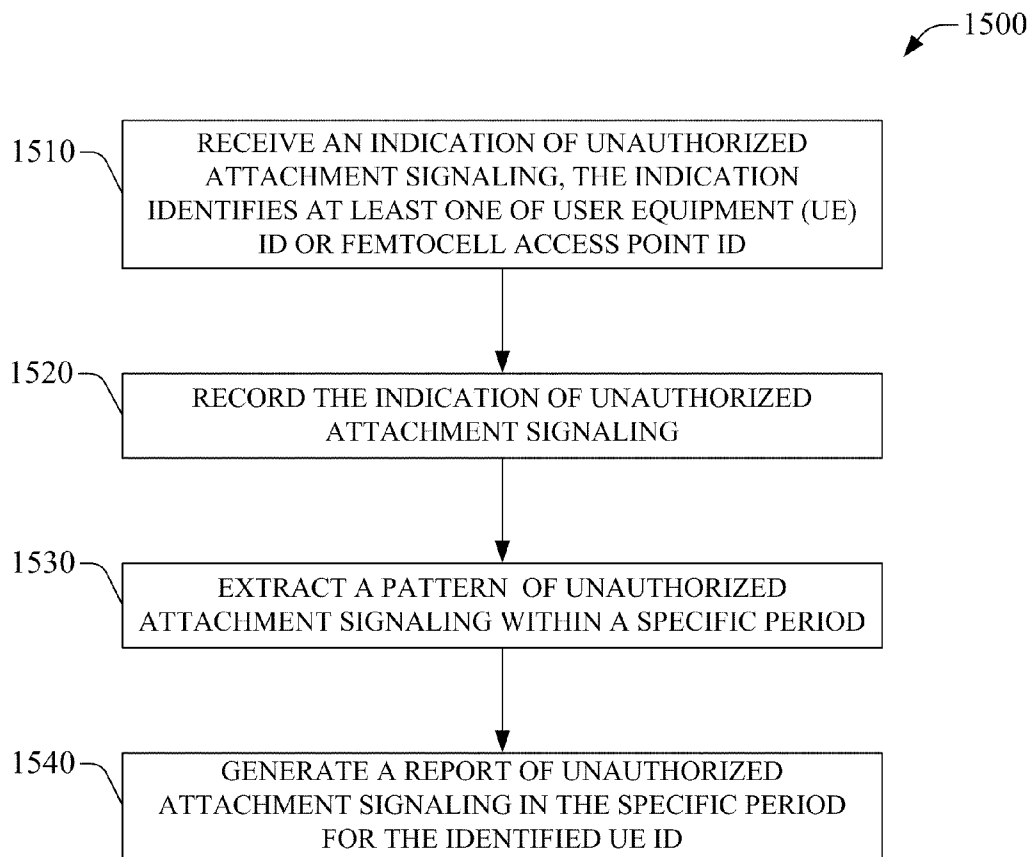 1500
1510
RECEIVE AN INDICATION OF UNAUTHORIZED
ATTACHMENT SIGNALING, THE INDICATION
IDENTIFIES AT LEAST ONE OF USER EQUIPMENT (UE)
ID OR FEMTOCELL ACCESS POINT ID
1520
RECORD THE INDICATION OF UNAUTHORIZED
ATTACHMENT SIGNALING
1530
EXTRACT A PATTERN OF UNAUTHORIZED
ATTACHMENT SIGNALING WITHIN A SPECIFIC PERIOD
1540
GENERATE A REPORT OF UNAUTHORIZED
ATTACHMENT SIGNALING IN THE SPECIFIC PERIOD
FOR THE IDENTIFIED UE ID